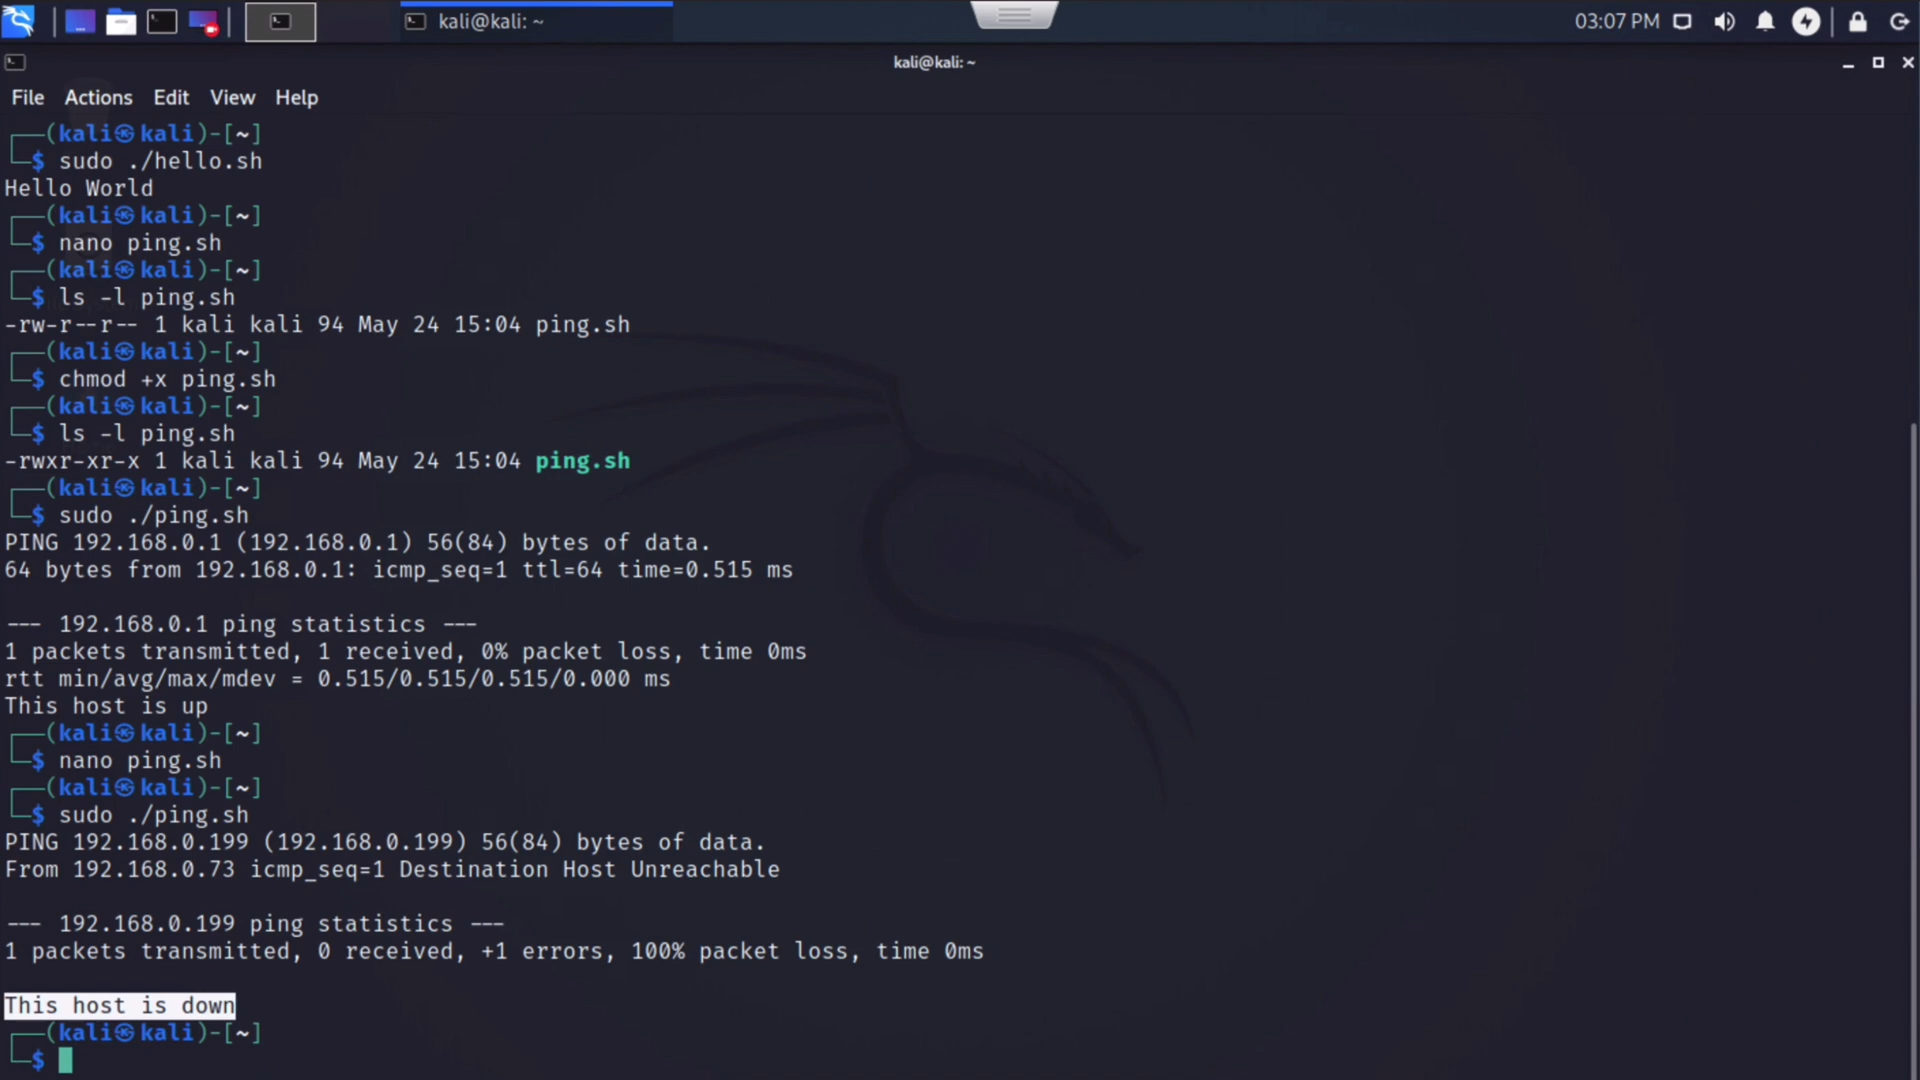 kali@kali: ~
03:07 PM
kali@kali: ~
File Actions Edit View Help
┌──(kali㉿kali)-[~]
└─$ sudo ./hello.sh
Hello World
┌──(kali㉿kali)-[~]
└─$ nano ping.sh
┌──(kali㉿kali)-[~]
└─$ ls -l ping.sh
-rw-r--r-- 1 kali kali 94 May 24 15:04 ping.sh
┌──(kali㉿kali)-[~]
└─$ chmod +x ping.sh
┌──(kali㉿kali)-[~]
└─$ ls -l ping.sh
-rwxr-xr-x 1 kali kali 94 May 24 15:04 ping.sh
┌──(kali㉿kali)-[~]
└─$ sudo ./ping.sh
PING 192.168.0.1 (192.168.0.1) 56(84) bytes of data.
64 bytes from 192.168.0.1: icmp_seq=1 ttl=64 time=0.515 ms
--- 192.168.0.1 ping statistics ---
1 packets transmitted, 1 received, 0% packet loss, time 0ms
rtt min/avg/max/mdev = 0.515/0.515/0.515/0.000 ms
This host is up
┌──(kali㉿kali)-[~]
└─$ nano ping.sh
┌──(kali㉿kali)-[~]
└─$ sudo ./ping.sh
PING 192.168.0.199 (192.168.0.199) 56(84) bytes of data.
From 192.168.0.73 icmp_seq=1 Destination Host Unreachable
--- 192.168.0.199 ping statistics ---
1 packets transmitted, 0 received, +1 errors, 100% packet loss, time 0ms
This host is down
┌──(kali㉿kali)-[~]
└─$